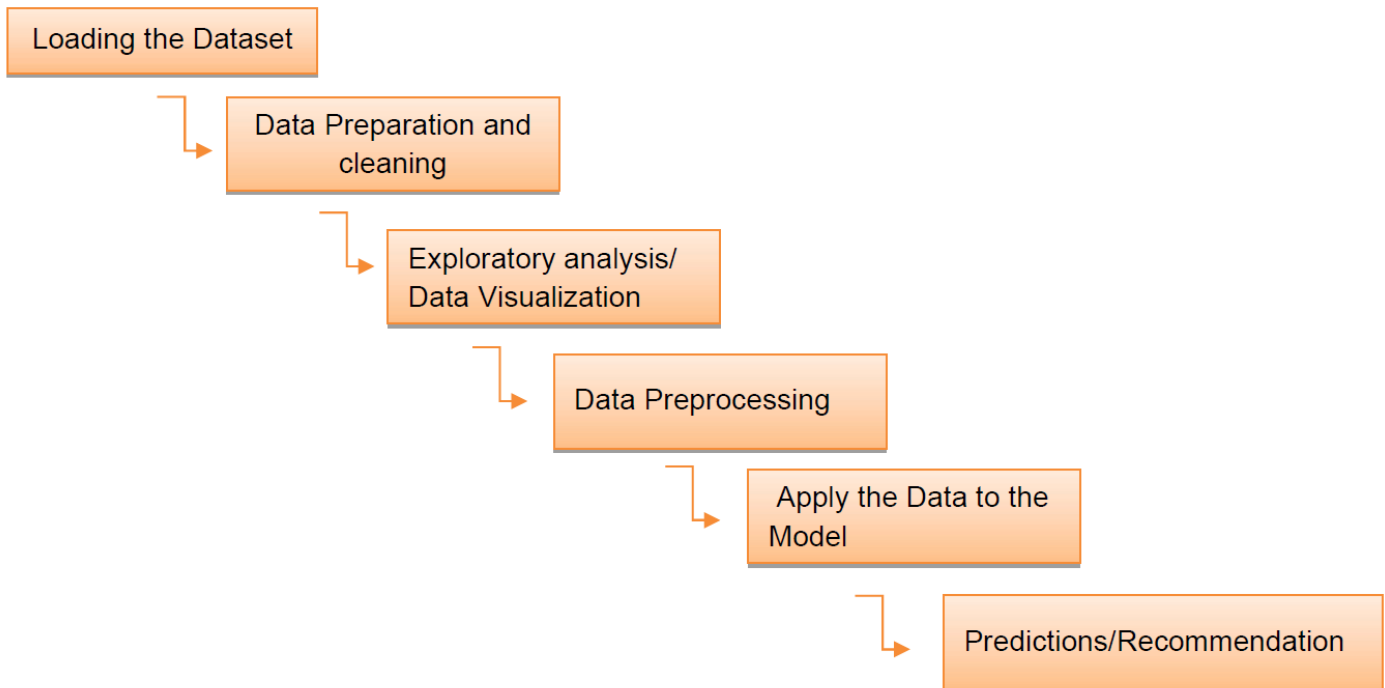 Loading the Dataset
Data Preparation and
cleaning
Exploratory analysis/
Data Visualization
Data Preprocessing
Apply the Data to the
Model
Predictions/Recommendation